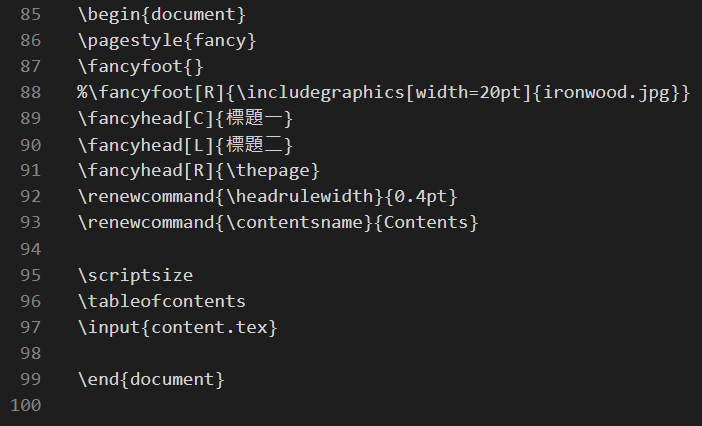 85 \begin{document}
86 \pagestyle{fancy}
87 \fancyfoot{}
88 %\fancyfoot[R]{\includegraphics[width=20pt]{ironwood.jpg}}
89 \fancyhead[C]{標題一}
90 \fancyhead[L]{標題二}
91 \fancyhead[R]{\thepage}
92 \renewcommand{\headrulewidth}{0.4pt}
93 \renewcommand{\contentsname}{Contents}
94
95 \scriptsize
96 \tableofcontents
97 \input{content.tex}
98
99 \end{document}
100